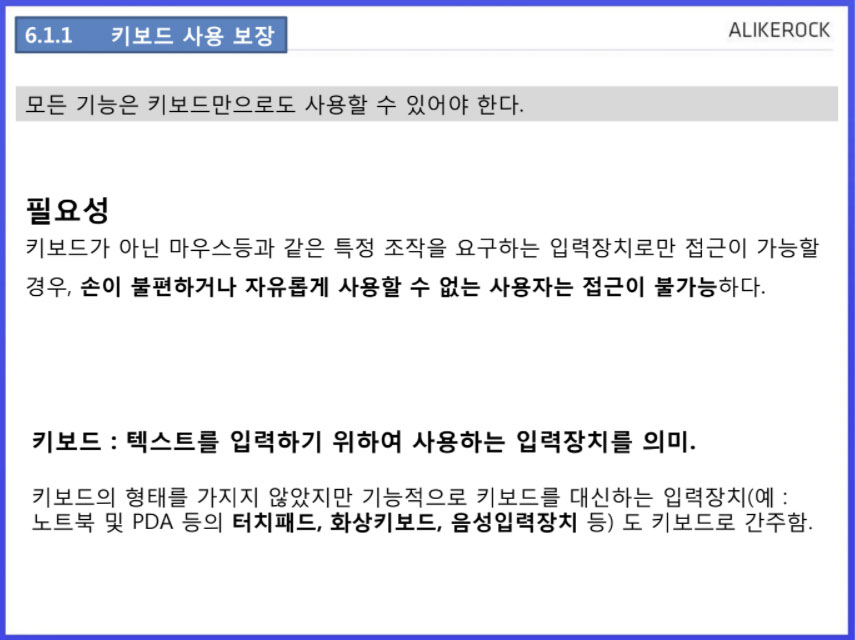 6.1.1 키보드 사용 보장
ALIKEROCK
모든 기능은 키보드만으로도 사용할 수 있어야 한다.
필요성
키보드가 아닌 마우스등과 같은 특정 조작을 요구하는 입력장치로만 접근이 가능할
경우, 손이 불편하거나 자유롭게 사용할 수 없는 사용자는 접근이 불가능하다.
키보드 : 텍스트를 입력하기 위하여 사용하는 입력장치를 의미.
키보드의 형태를 가지지 않았지만 기능적으로 키보드를 대신하는 입력장치(예 :
노트북 및 PDA 등의 터치패드, 화상키보드, 음성입력장치 등) 도 키보드로 간주함.